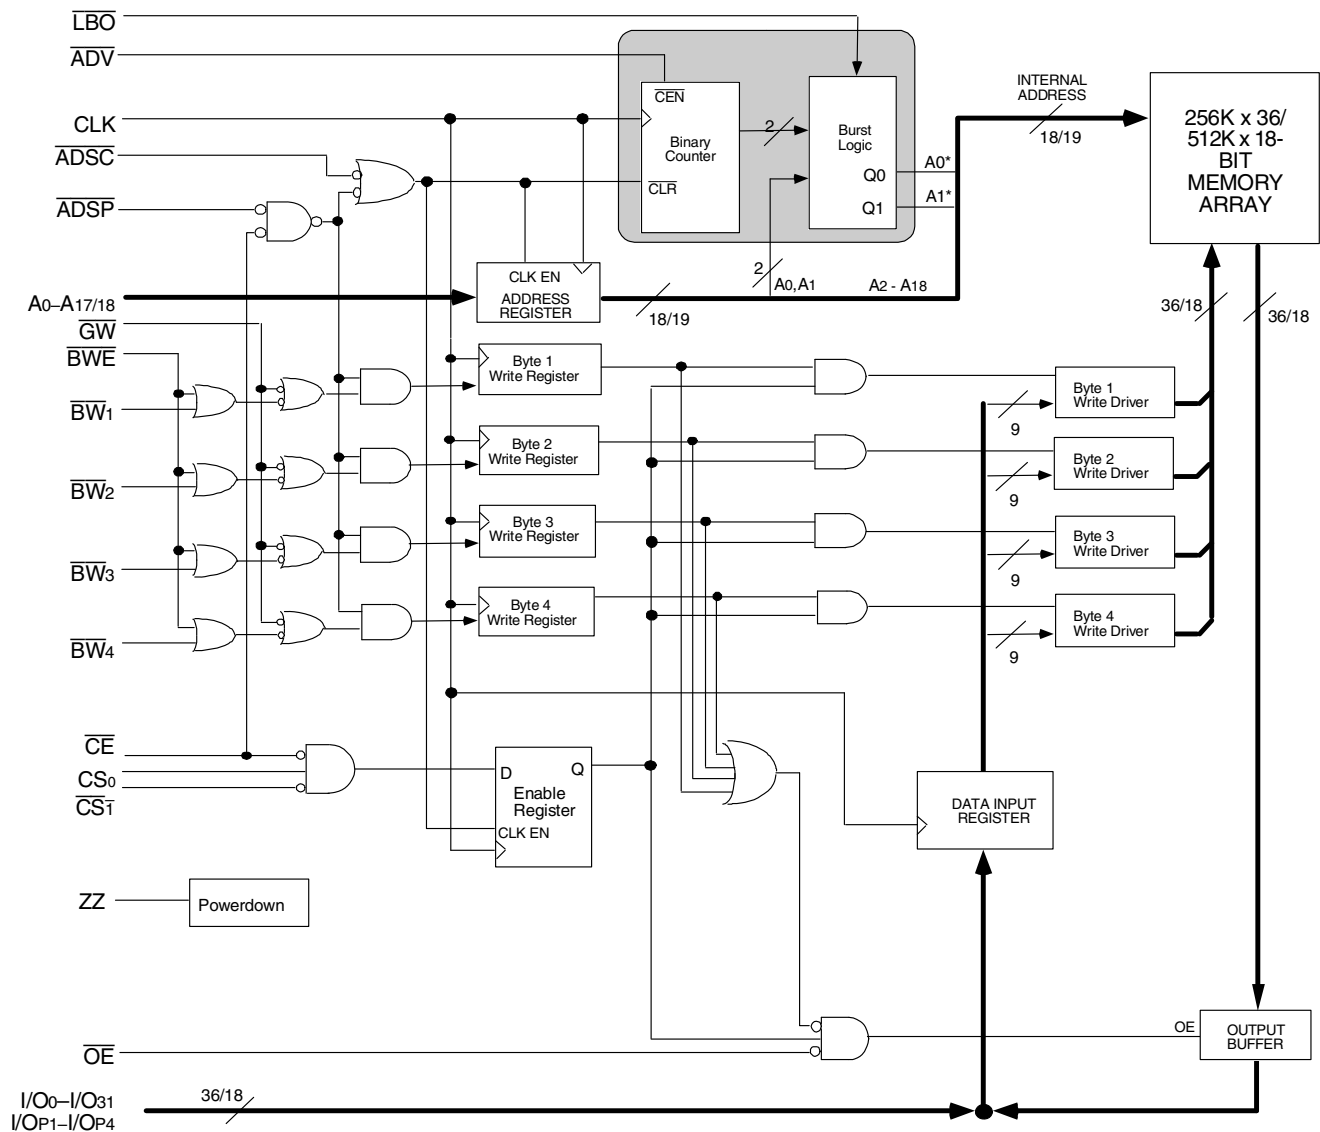 LBO
ADV
CLK
ADSC
ADSP
A0–A17/18
GW
BWE
BW1
BW2
BW3
BW4
CE
CS0
CS1
ZZ
OE
I/O0–I/O31
I/OP1–I/OP4
36/18
CEN
Binary
Counter
CLR
2
Burst
Logic
Q0
Q1
A0*
A1*
2
A0,A1
A2 - A18
INTERNAL
ADDRESS
18/19
256K x 36/
512K x 18-
BIT
MEMORY
ARRAY
CLK EN
ADDRESS
REGISTER
18/19
36/18
36/18
Byte 1
Write Register
Byte 2
Write Register
Byte 3
Write Register
Byte 4
Write Register
Byte 1
Write Driver
9
Byte 2
Write Driver
9
Byte 3
Write Driver
9
Byte 4
Write Driver
9
D
Q
Enable
Register
CLK EN
DATA INPUT
REGISTER
Powerdown
OE
OUTPUT
BUFFER